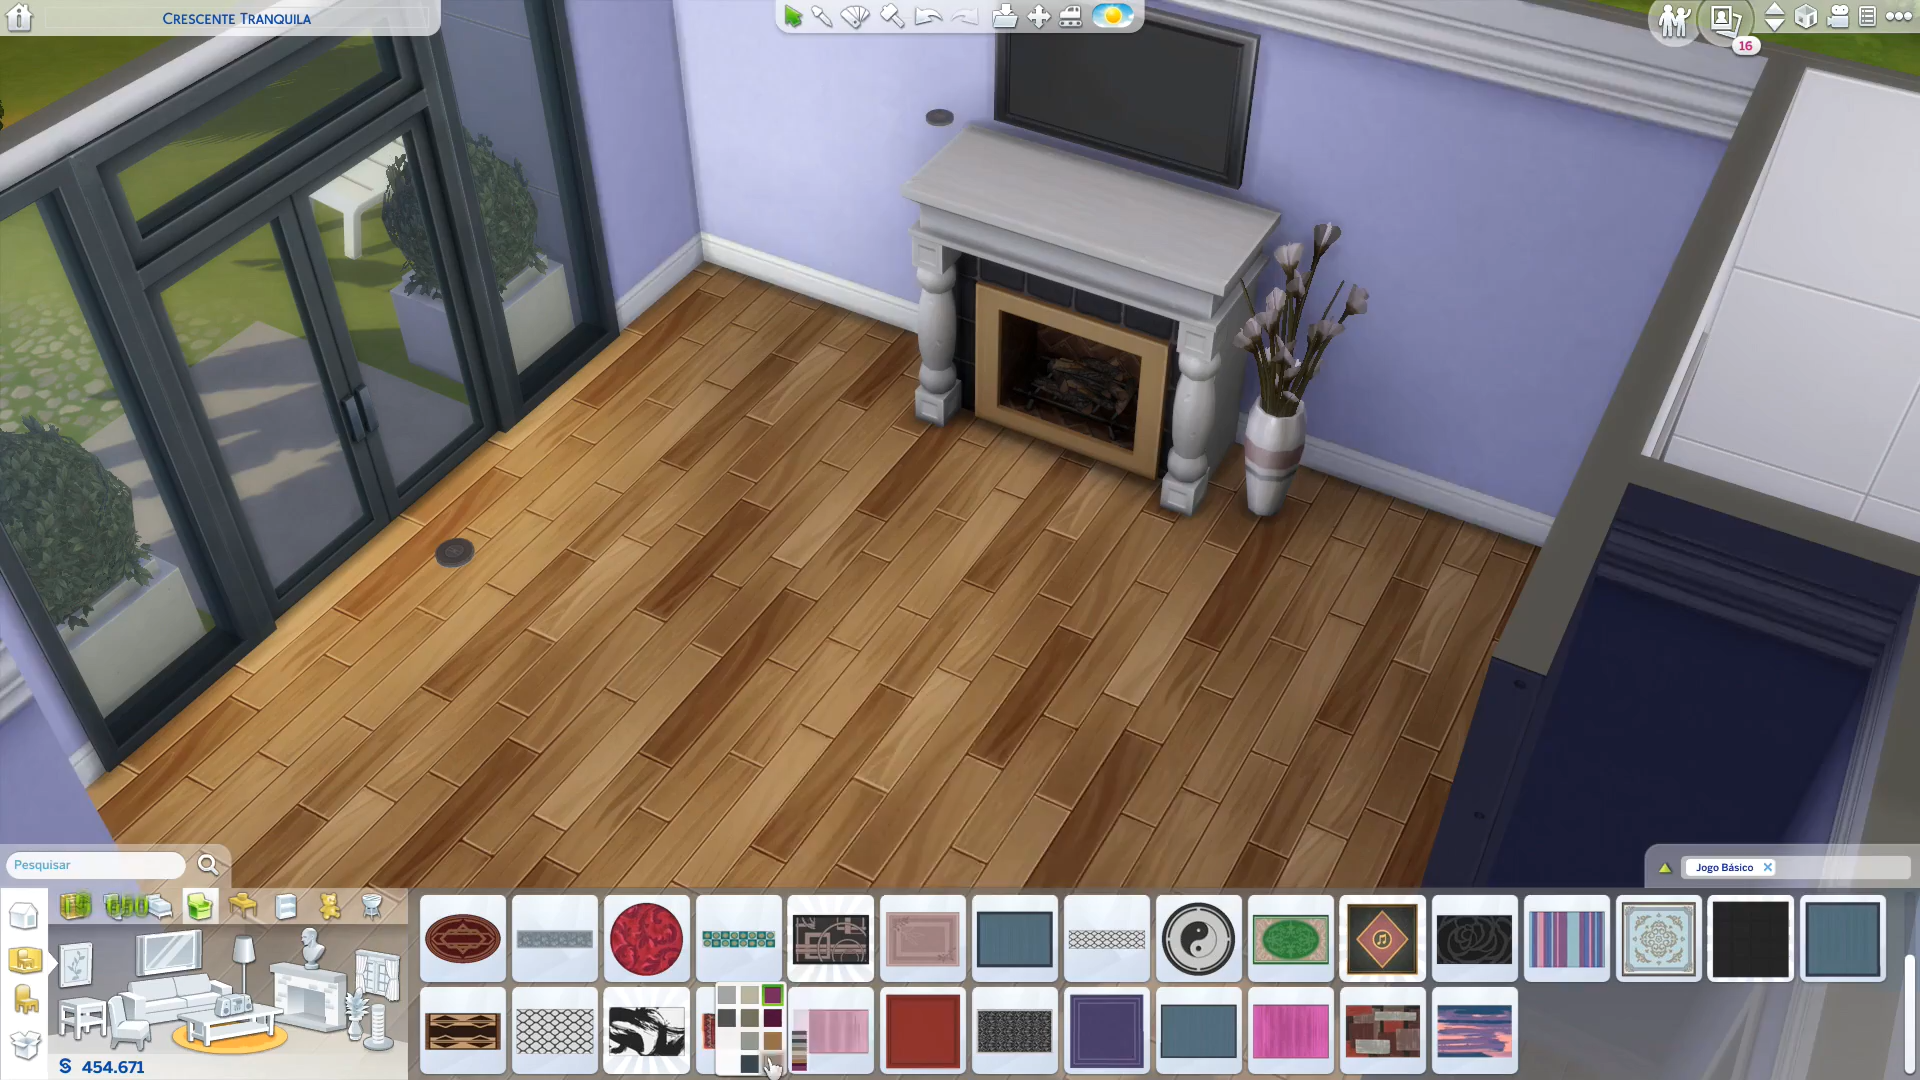 Crescente Tranquila
16
Pesquisar
Jogo Básico
454.671